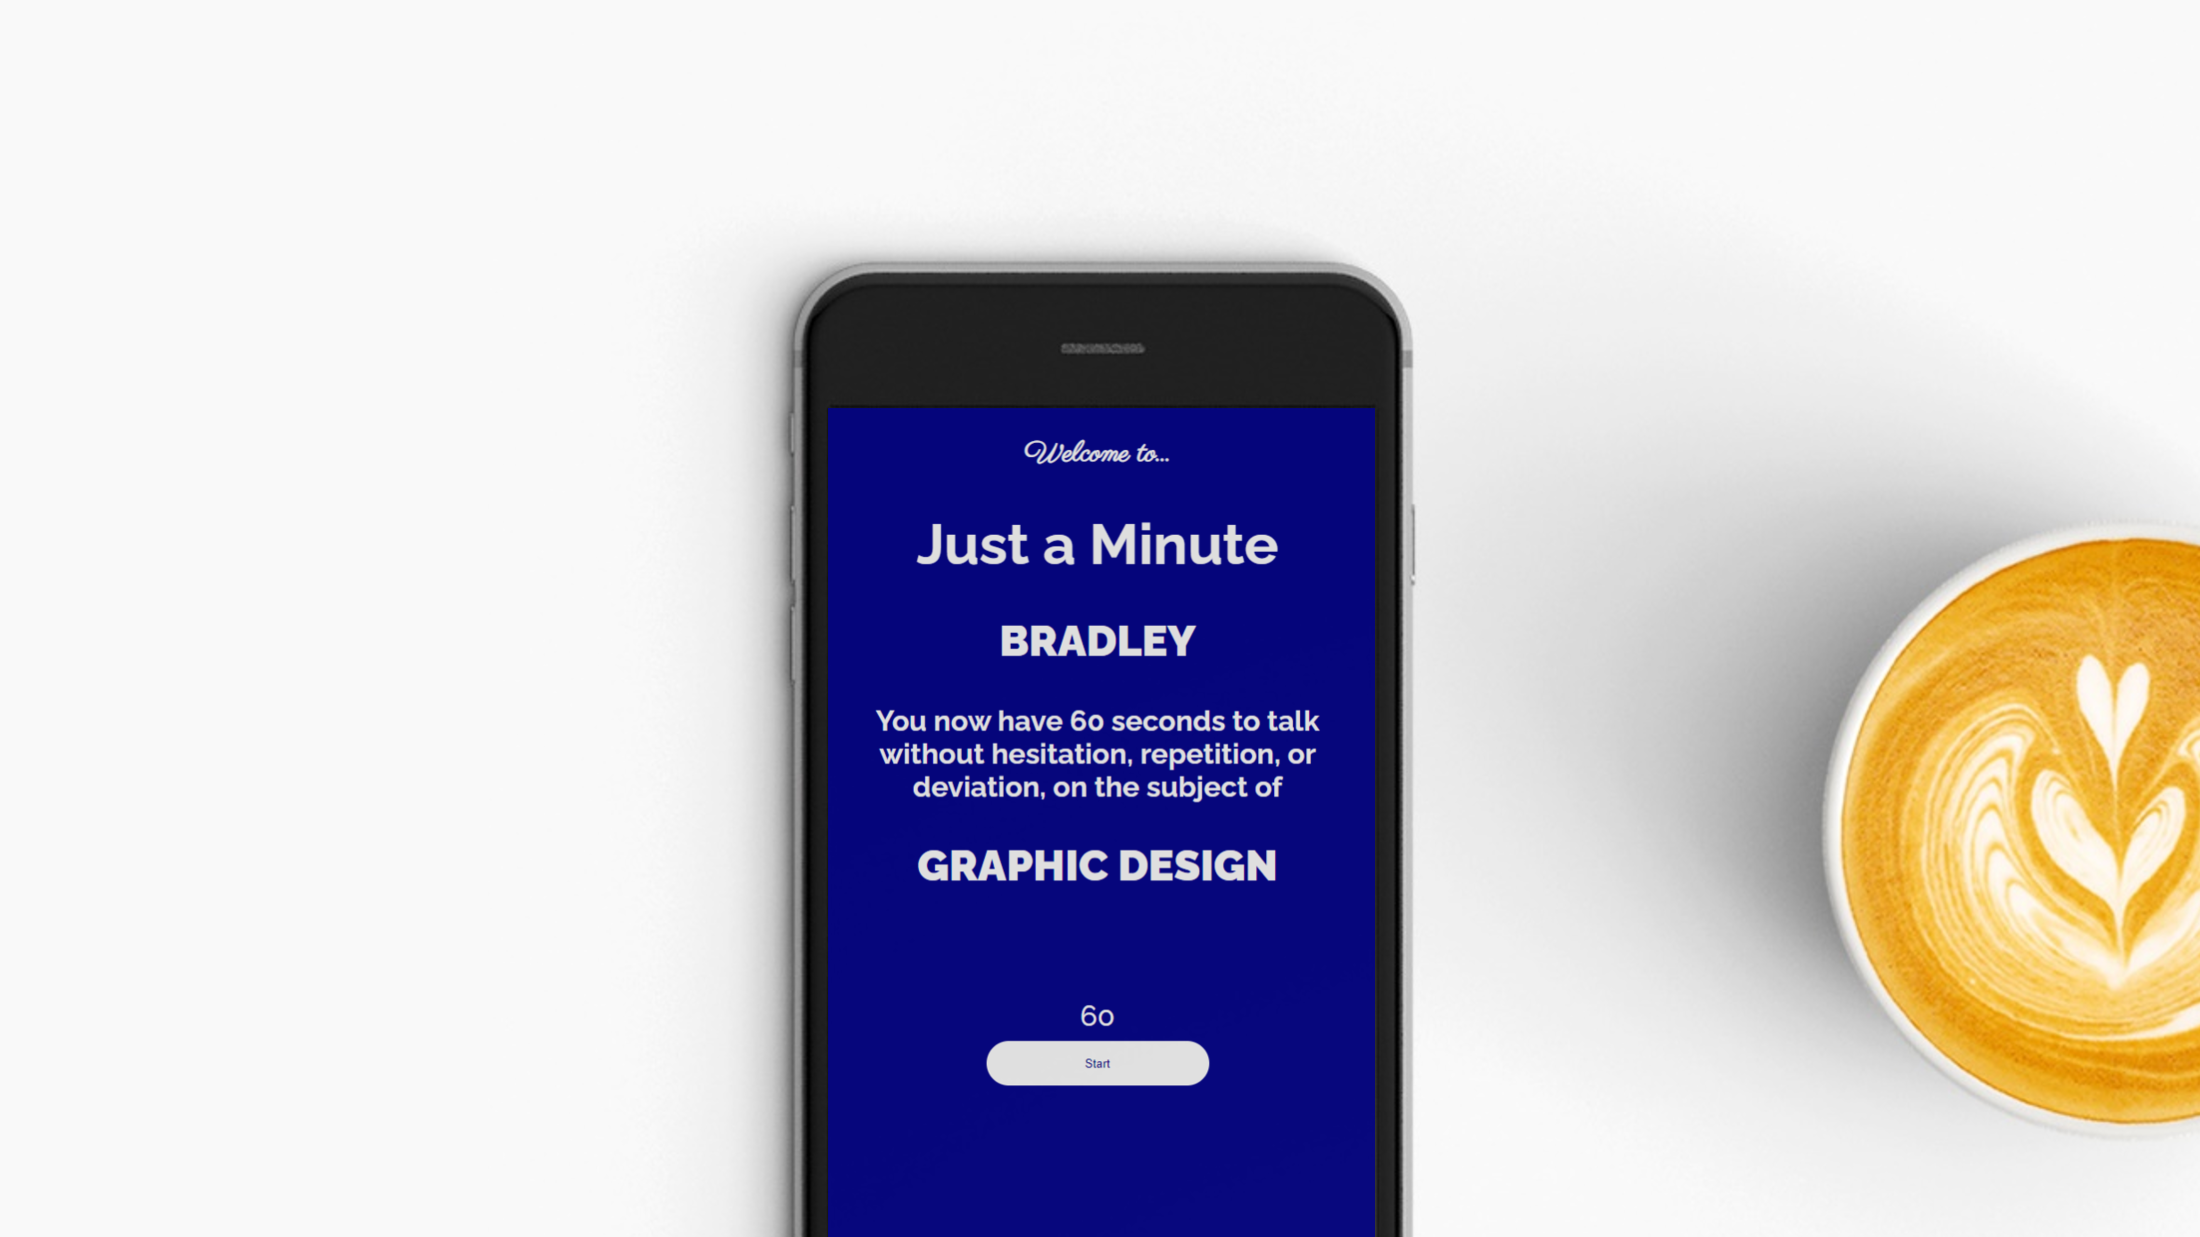 Welcome to...
Just a Minute
BRADLEY
You now have 60 seconds to talk
without hesitation, repetition, or
deviation, on the subject of
GRAPHIC DESIGN
60
Start